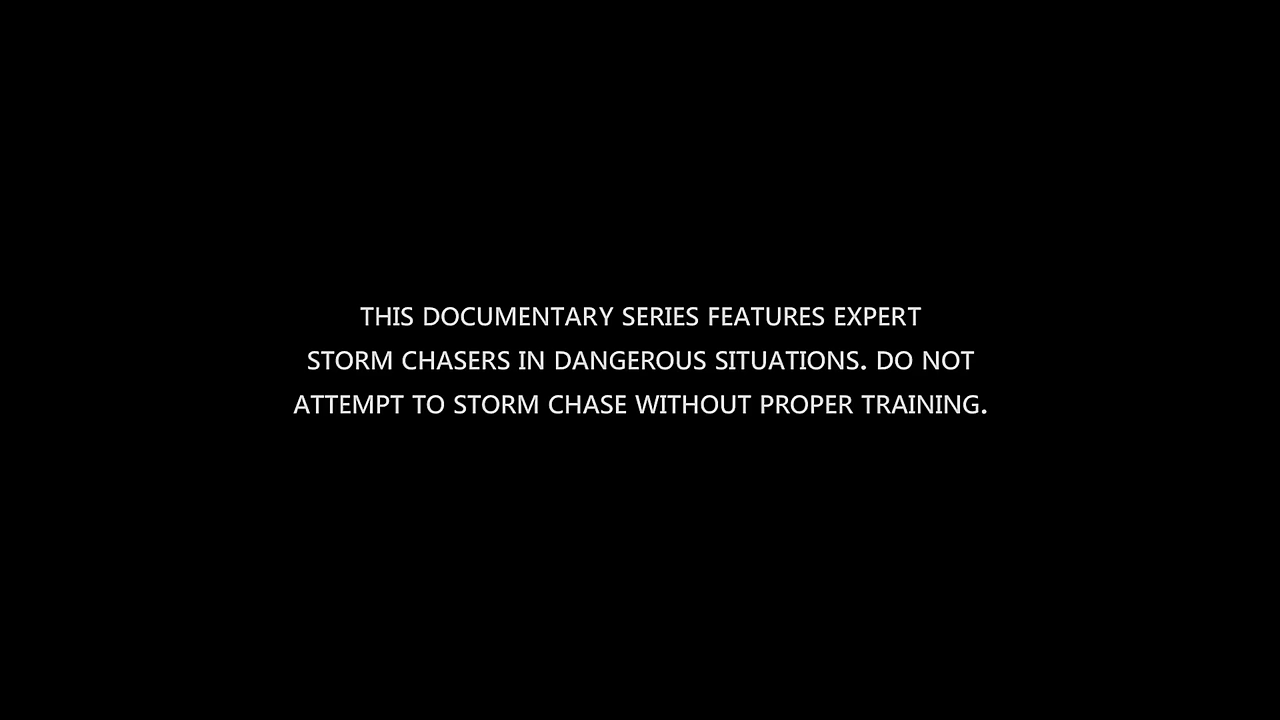 THIS DOCUMENTARY SERIES FEATURES EXPERT
STORM CHASERS IN DANGEROUS SITUATIONS. DO NOT
ATTEMPT TO STORM CHASE WITHOUT PROPER TRAINING.